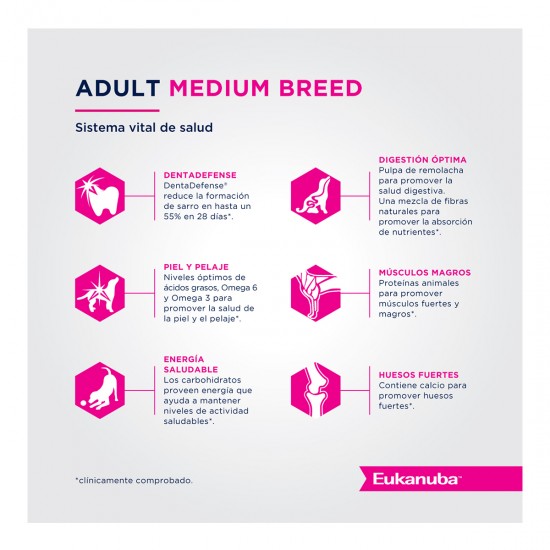 ADULT MEDIUM BREED
Sistema vital de salud
DENTADEFENSE
DentaDefense®
reduce la formación
de sarro en hasta un
55% en 28 días*.
DIGESTIÓN ÓPTIMA
Pulpa de remolacha
para promover la
salud digestiva.
Una mezcla de fibras
naturales para
promover la absorción
de nutrientes*.
PIEL Y PELAJE
Niveles óptimos de
ácidos grasos, Omega 6
y Omega 3 para
promover la salud de
la piel y el pelaje*.
MÚSCULOS MAGROS
Proteínas animales
para promover
músculos fuertes y
magros*.
ENERGÍA
SALUDABLE
Los carbohidratos
proveen energía que
ayuda a mantener
niveles de actividad
saludables*.
HUESOS FUERTES
Contiene calcio para
promover huesos
fuertes*.
*clínicamente comprobado.
Eukanuba™